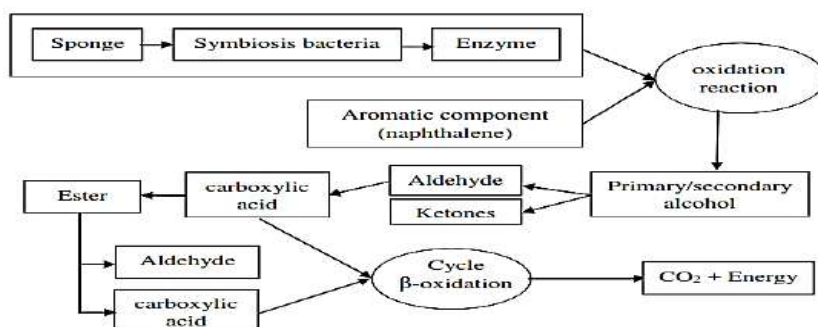 Sponge
Symbiosis bacteria
Enzyme
oxidation
reaction
Aromatic component
(naphthalene)
Primary/secondary
alcohol
Aldehyde
Ketones
carboxylic
acid
Ester
Aldehyde
carboxylic
acid
Cycle
β-oxidation
CO₂ + Energy